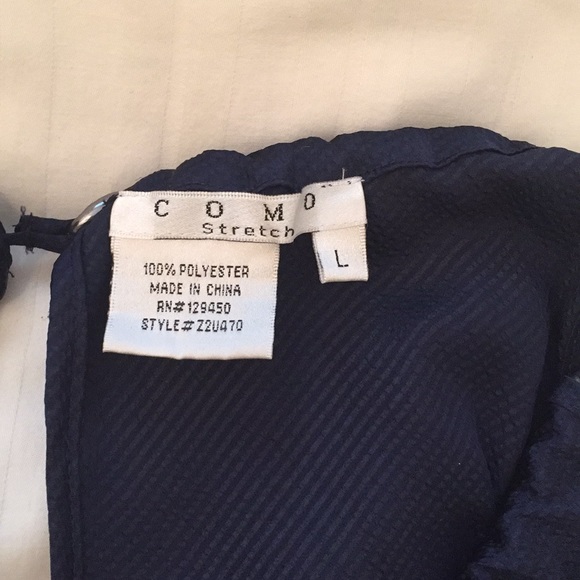 C O M O
Stretch
L
100% POLYESTER
MADE IN CHINA
RN# 129450
STYLE# Z2U470